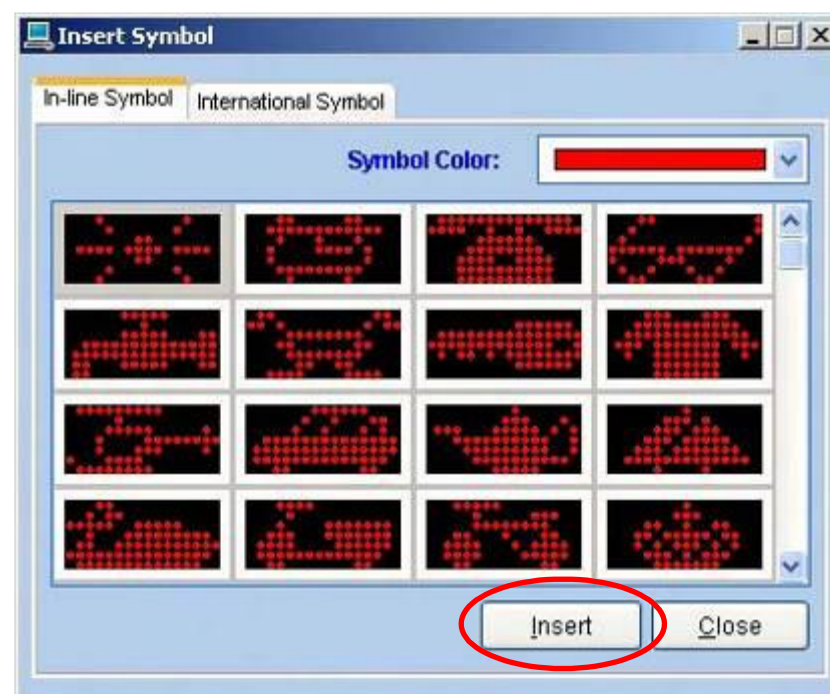 Insert Symbol
In-line Symbol International Symbol
Symbol Color:
Insert Close